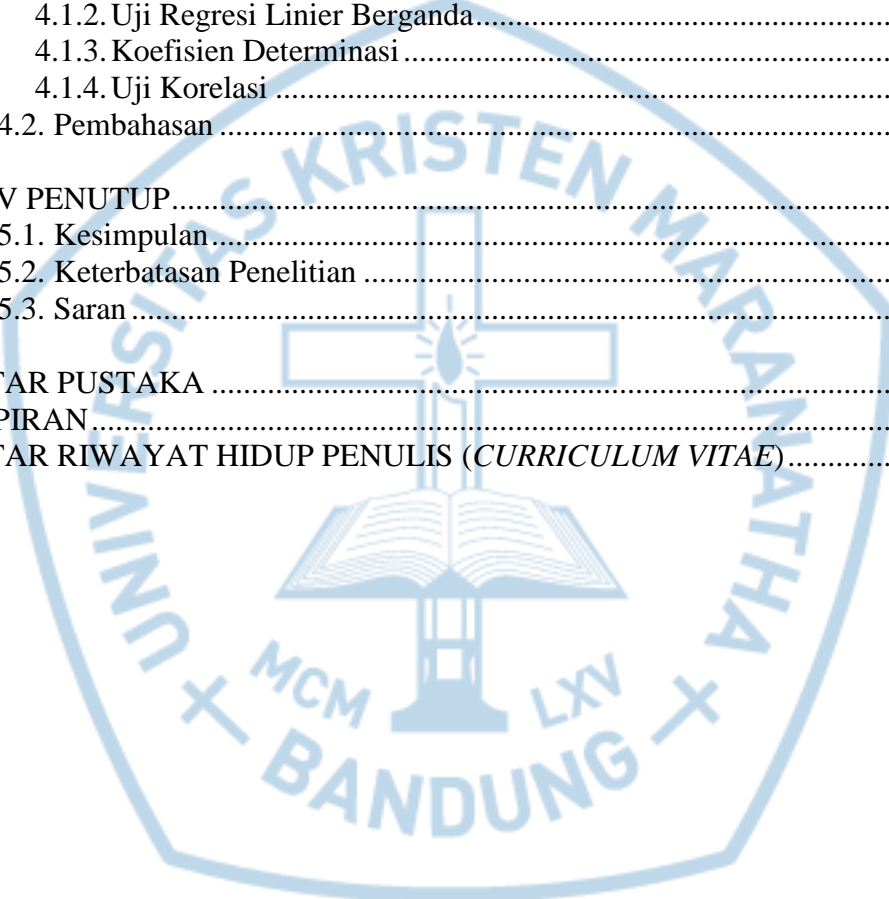 4.1.2. Uji Regresi Linier Berganda
4.1.3. Koefisien Determinasi
4.1.4. Uji Korelasi
4.2. Pembahasan
V PENUTUP
5.1. Kesimpulan
5.2. Keterbatasan Penelitian
5.3. Saran
TAR PUSTAKA
PIRAN
TAR RIWAYAT HIDUP PENULIS (CURRICULUM VITAE)
UNIVERSITAS KRISTEN MARANATHA
MCM LXV
BANDUNG